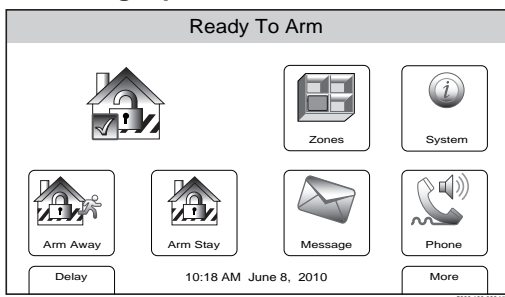 Ready To Arm
Zones
System
Arm Away
Arm Stay
Message
Phone
Delay
10:18 AM June 8, 2010
More